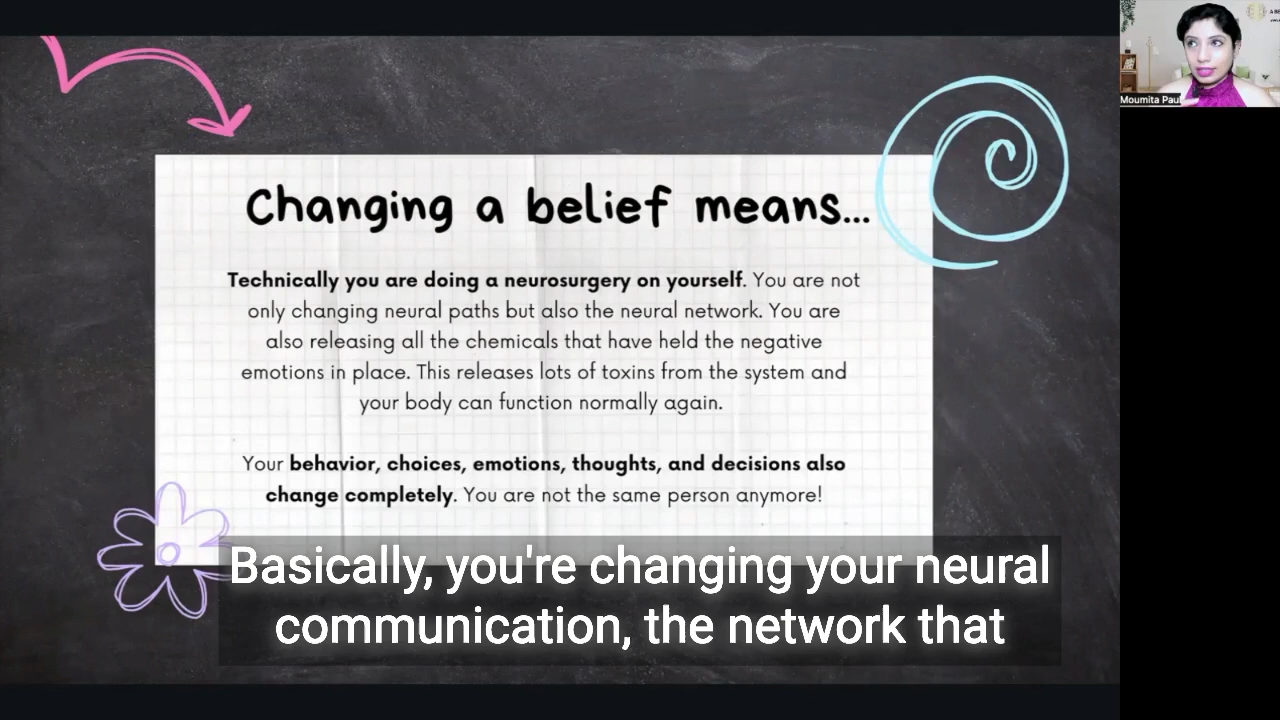 Changing a belief means...
Technically you are doing a neurosurgery on yourself. You are not
only changing neural paths but also the neural network. You are
also releasing all the chemicals that have held the negative
emotions in place. This releases lots of toxins from the system and
your body can function normally again.
Your behavior, choices, emotions, thoughts, and decisions also
change completely. You are not the same person anymore!
Basically, you're changing your neural
communication, the network that
Moumita Paul